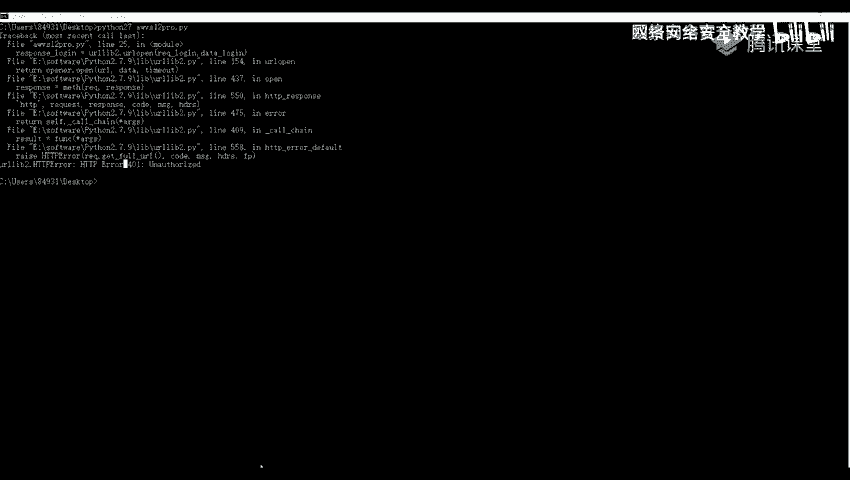 C:\Users\84931\Desktop>python27 awvs12pro.py
Traceback (most recent call last):
File "awvs12pro.py", line 25, in <module>
response_login = urllib2.urlopen(req_login,data_login)
File "E:\software\Python2.7.9\lib\urllib2.py", line 154, in urlopen
return opener.open(url, data, timeout)
File "E:\software\Python2.7.9\lib\urllib2.py", line 437, in open
response = meth(req, response)
File "E:\software\Python2.7.9\lib\urllib2.py", line 550, in http_response
'http', request, response, code, msg, hdrs)
File "E:\software\Python2.7.9\lib\urllib2.py", line 475, in error
return self._call_chain(*args)
File "E:\software\Python2.7.9\lib\urllib2.py", line 409, in _call_chain
result = func(*args)
File "E:\software\Python2.7.9\lib\urllib2.py", line 558, in http_error_default
raise HTTPError(req.get_full_url(), code, msg, hdrs, fp)
urllib2.HTTPError: HTTP Error 401: Unauthorized
C:\Users\84931\Desktop>
腾讯课堂